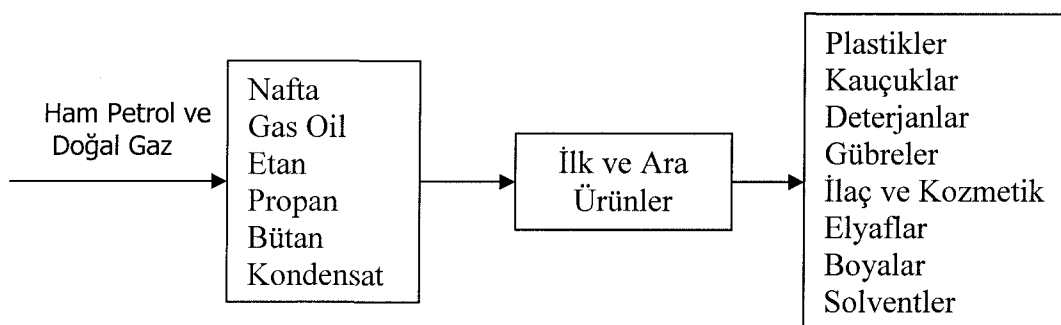 Ham Petrol ve
Doğal Gaz
Nafta
Gas Oil
Etan
Propan
Bütan
Kondensat
İlk ve Ara
Ürünler
Plastikler
Kauçuklar
Deterjanlar
Gübreler
İlaç ve Kozmetik
Elyaflar
Boyalar
Solventler